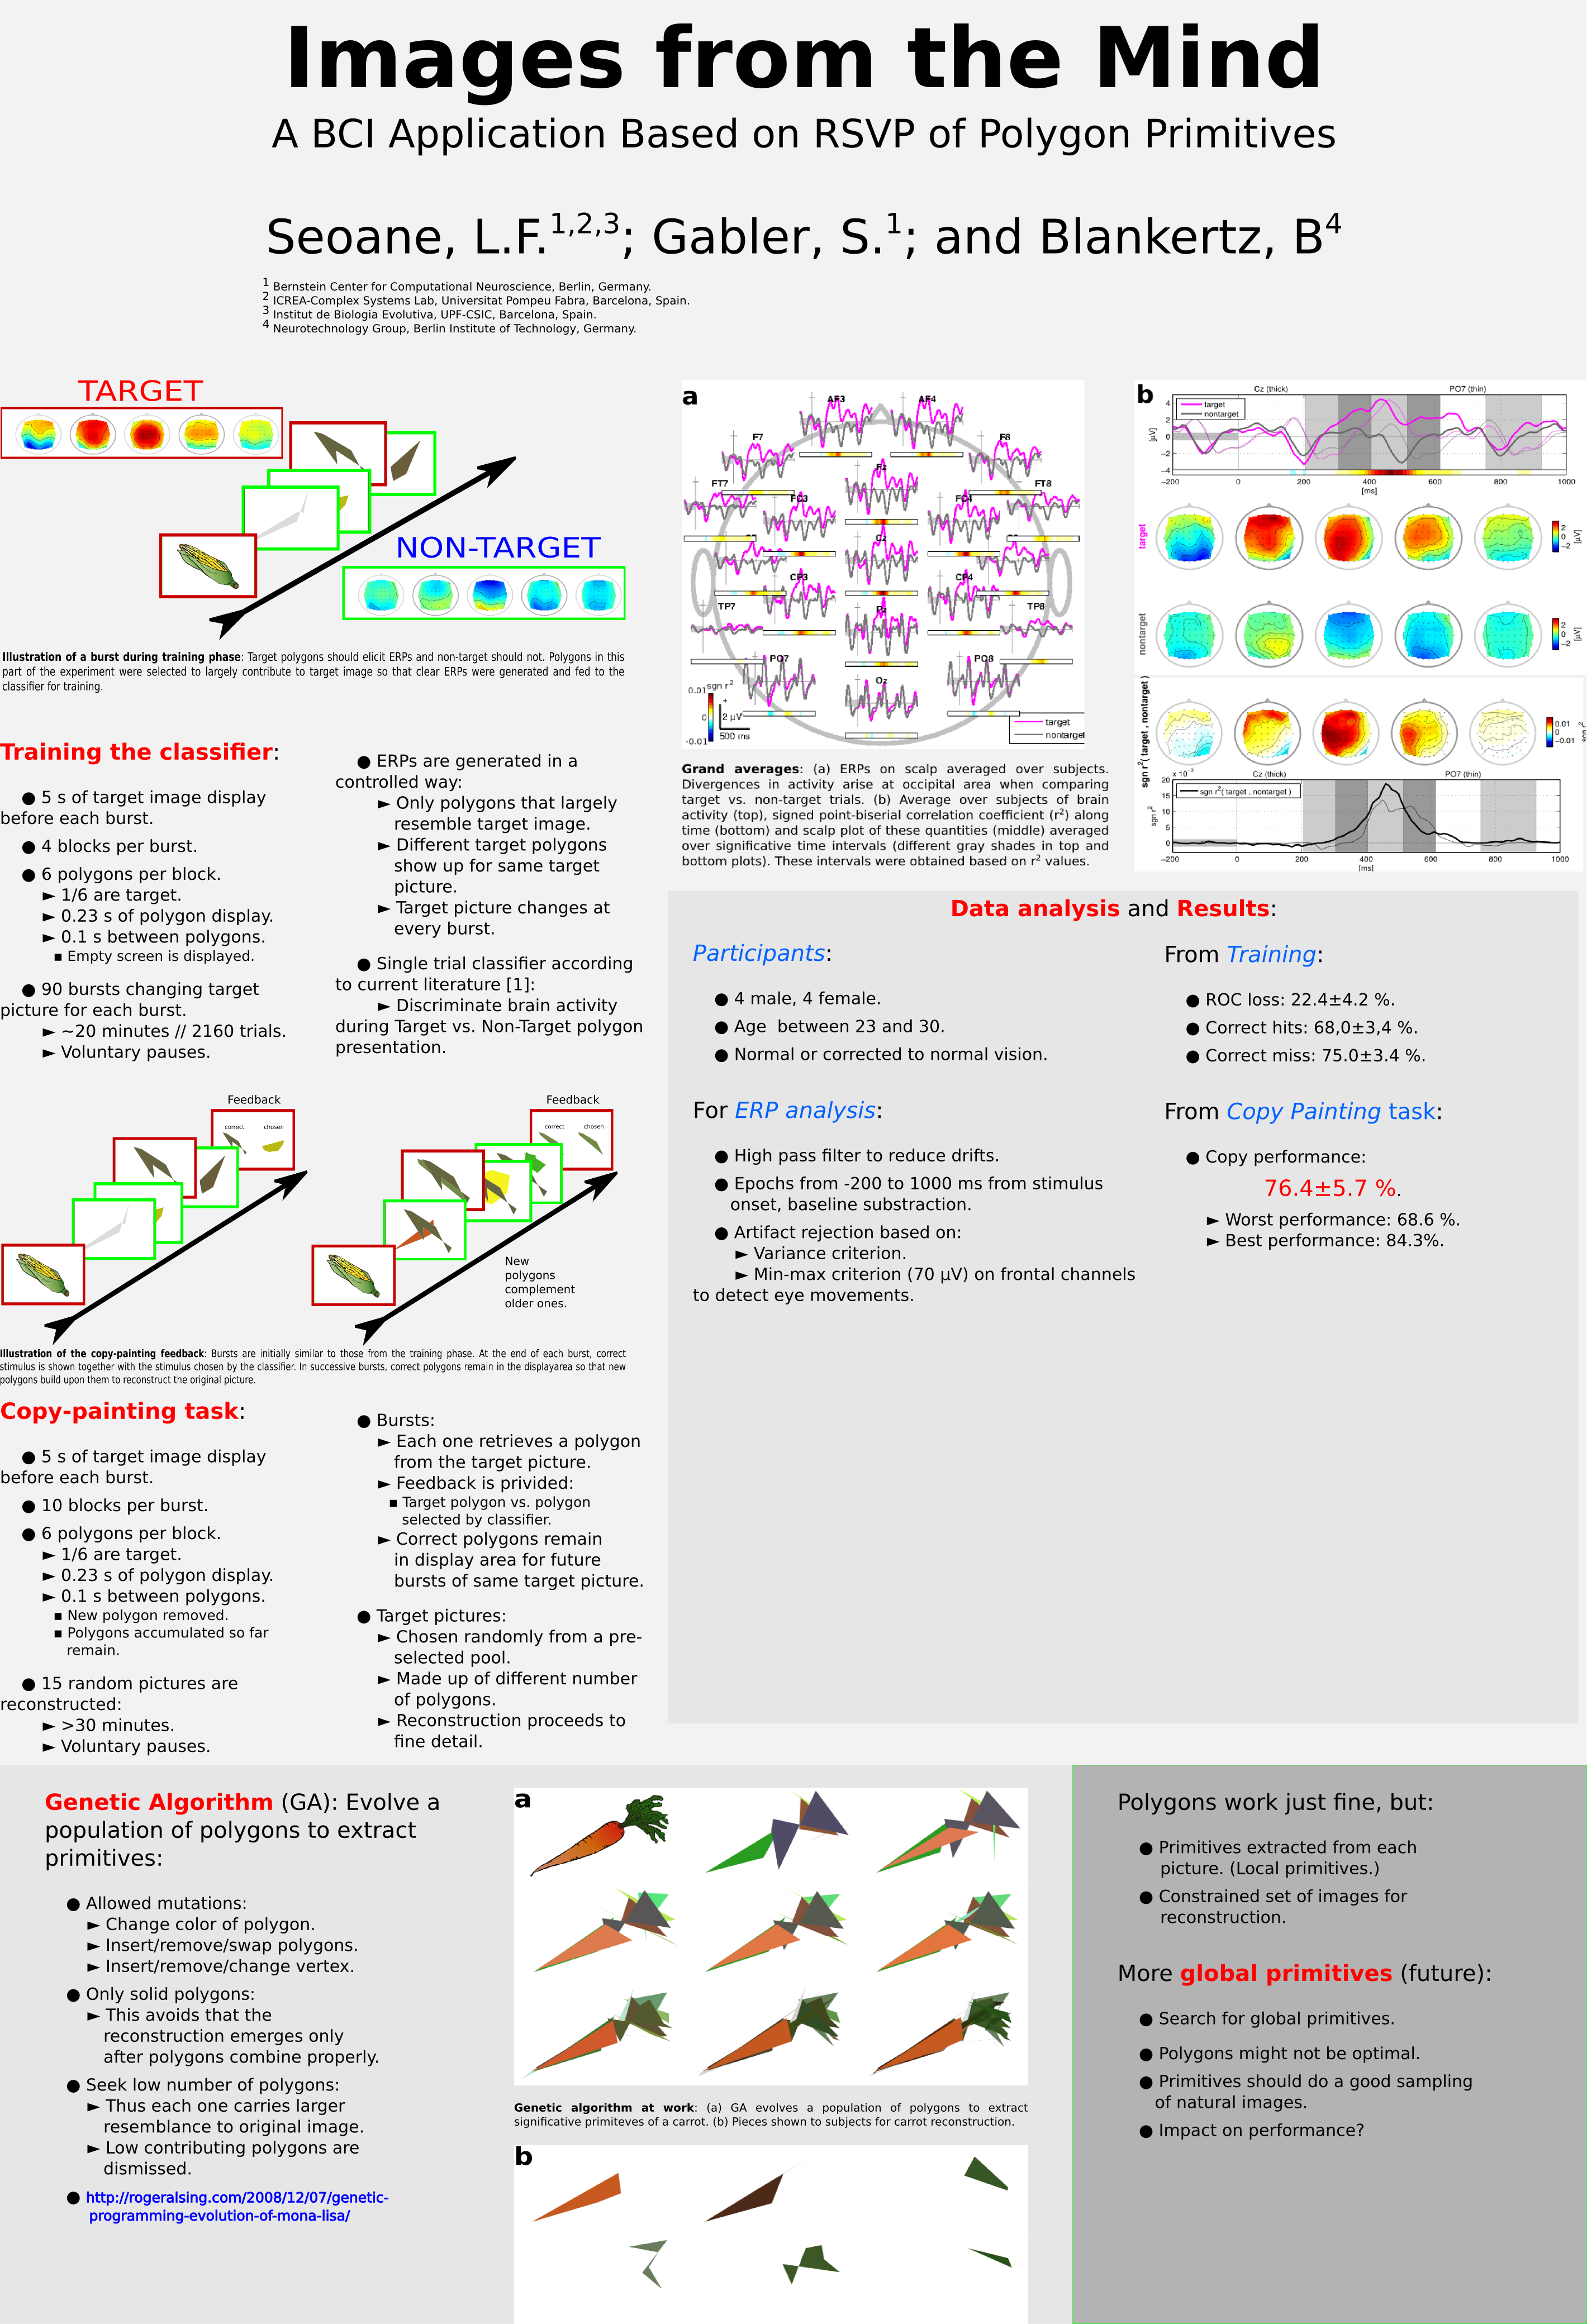 Images from the Mind
A BCI Application Based on RSVP of Polygon Primitives
Seoane, L.F.1,2,3; Gabler, S.1; and Blankertz, B4
1 Bernstein Center for Computational Neuroscience, Berlin, Germany.
2 ICREA-Complex Systems Lab, Universitat Pompeu Fabra, Barcelona, Spain.
3 Institut de Biologia Evolutiva, UPF-CSIC, Barcelona, Spain.
4 Neurotechnology Group, Berlin Institute of Technology, Germany.
TARGET
NON-TARGET
Illustration of a burst during training phase: Target polygons should elicit ERPs and non-target should not. Polygons in this
part of the experiment were selected to largely contribute to target image so that clear ERPs were generated and fed to the
classifier for training.
Training the classifier:
● 5 s of target image display
before each burst.
● 4 blocks per burst.
● 6 polygons per block.
► 1/6 are target.
► 0.23 s of polygon display.
► 0.1 s between polygons.
▪ Empty screen is displayed.
● 90 bursts changing target
picture for each burst.
► ~20 minutes // 2160 trials.
► Voluntary pauses.
● ERPs are generated in a
controlled way:
► Only polygons that largely
resemble target image.
► Different target polygons
show up for same target
picture.
► Target picture changes at
every burst.
● Single trial classifier according
to current literature [1]:
► Discriminate brain activity
during Target vs. Non-Target polygon
presentation.
Feedback
correct chosen
Feedback
correct chosen
New
polygons
complement
older ones.
Illustration of the copy-painting feedback: Bursts are initially similar to those from the training phase. At the end of each burst, correct
stimulus is shown together with the stimulus chosen by the classifier. In successive bursts, correct polygons remain in the displayarea so that new
polygons build upon them to reconstruct the original picture.
Copy-painting task:
● 5 s of target image display
before each burst.
● 10 blocks per burst.
● 6 polygons per block.
► 1/6 are target.
► 0.23 s of polygon display.
► 0.1 s between polygons.
▪ New polygon removed.
▪ Polygons accumulated so far
remain.
● 15 random pictures are
reconstructed:
► >30 minutes.
► Voluntary pauses.
● Bursts:
► Each one retrieves a polygon
from the target picture.
► Feedback is privided:
▪ Target polygon vs. polygon
selected by classifier.
► Correct polygons remain
in display area for future
bursts of same target picture.
● Target pictures:
► Chosen randomly from a pre-
selected pool.
► Made up of different number
of polygons.
► Reconstruction proceeds to
fine detail.
a
AF3 AF4
F7 Fz F8
FT7 FC3 FC4 FT8
Cz
CP3 CP4
TP7 Pz TP8
PO7 PO8
Oz
sgn r2
0.01
0
-0.01
+
2 µV
500 ms
target
nontarget
b
Cz (thick) PO7 (thin)
target
nontarget
[µV]
4
2
0
−2
−4
−200 0 200 400 600 800 1000
[ms]
target
2
0
−2
[µV]
nontarget
2
0
−2
[µV]
sgn r2( target , nontarget )
0.01
0
−0.01
sgn r2
x 10 -3
Cz (thick) PO7 (thin)
sgn r2( target , nontarget )
sgn r2
20
15
10
5
0
−200 0 200 400 600 800 1000
[ms]
Grand averages: (a) ERPs on scalp averaged over subjects.
Divergences in activity arise at occipital area when comparing
target vs. non-target trials. (b) Average over subjects of brain
activity (top), signed point-biserial correlation coefficient (r2) along
time (bottom) and scalp plot of these quantities (middle) averaged
over significative time intervals (different gray shades in top and
bottom plots). These intervals were obtained based on r2 values.
Data analysis and Results:
Participants:
● 4 male, 4 female.
● Age between 23 and 30.
● Normal or corrected to normal vision.
For ERP analysis:
● High pass filter to reduce drifts.
● Epochs from -200 to 1000 ms from stimulus
onset, baseline substraction.
● Artifact rejection based on:
► Variance criterion.
► Min-max criterion (70 µV) on frontal channels
to detect eye movements.
From Training:
● ROC loss: 22.4±4.2 %.
● Correct hits: 68,0±3,4 %.
● Correct miss: 75.0±3.4 %.
From Copy Painting task:
● Copy performance:
76.4±5.7 %.
► Worst performance: 68.6 %.
► Best performance: 84.3%.
Genetic Algorithm (GA): Evolve a
population of polygons to extract
primitives:
● Allowed mutations:
► Change color of polygon.
► Insert/remove/swap polygons.
► Insert/remove/change vertex.
● Only solid polygons:
► This avoids that the
reconstruction emerges only
after polygons combine properly.
● Seek low number of polygons:
► Thus each one carries larger
resemblance to original image.
► Low contributing polygons are
dismissed.
● http://rogeralsing.com/2008/12/07/genetic-
programming-evolution-of-mona-lisa/
a
Genetic algorithm at work: (a) GA evolves a population of polygons to extract
significative primiteves of a carrot. (b) Pieces shown to subjects for carrot reconstruction.
b
Polygons work just fine, but:
● Primitives extracted from each
picture. (Local primitives.)
● Constrained set of images for
reconstruction.
More global primitives (future):
● Search for global primitives.
● Polygons might not be optimal.
● Primitives should do a good sampling
of natural images.
● Impact on performance?